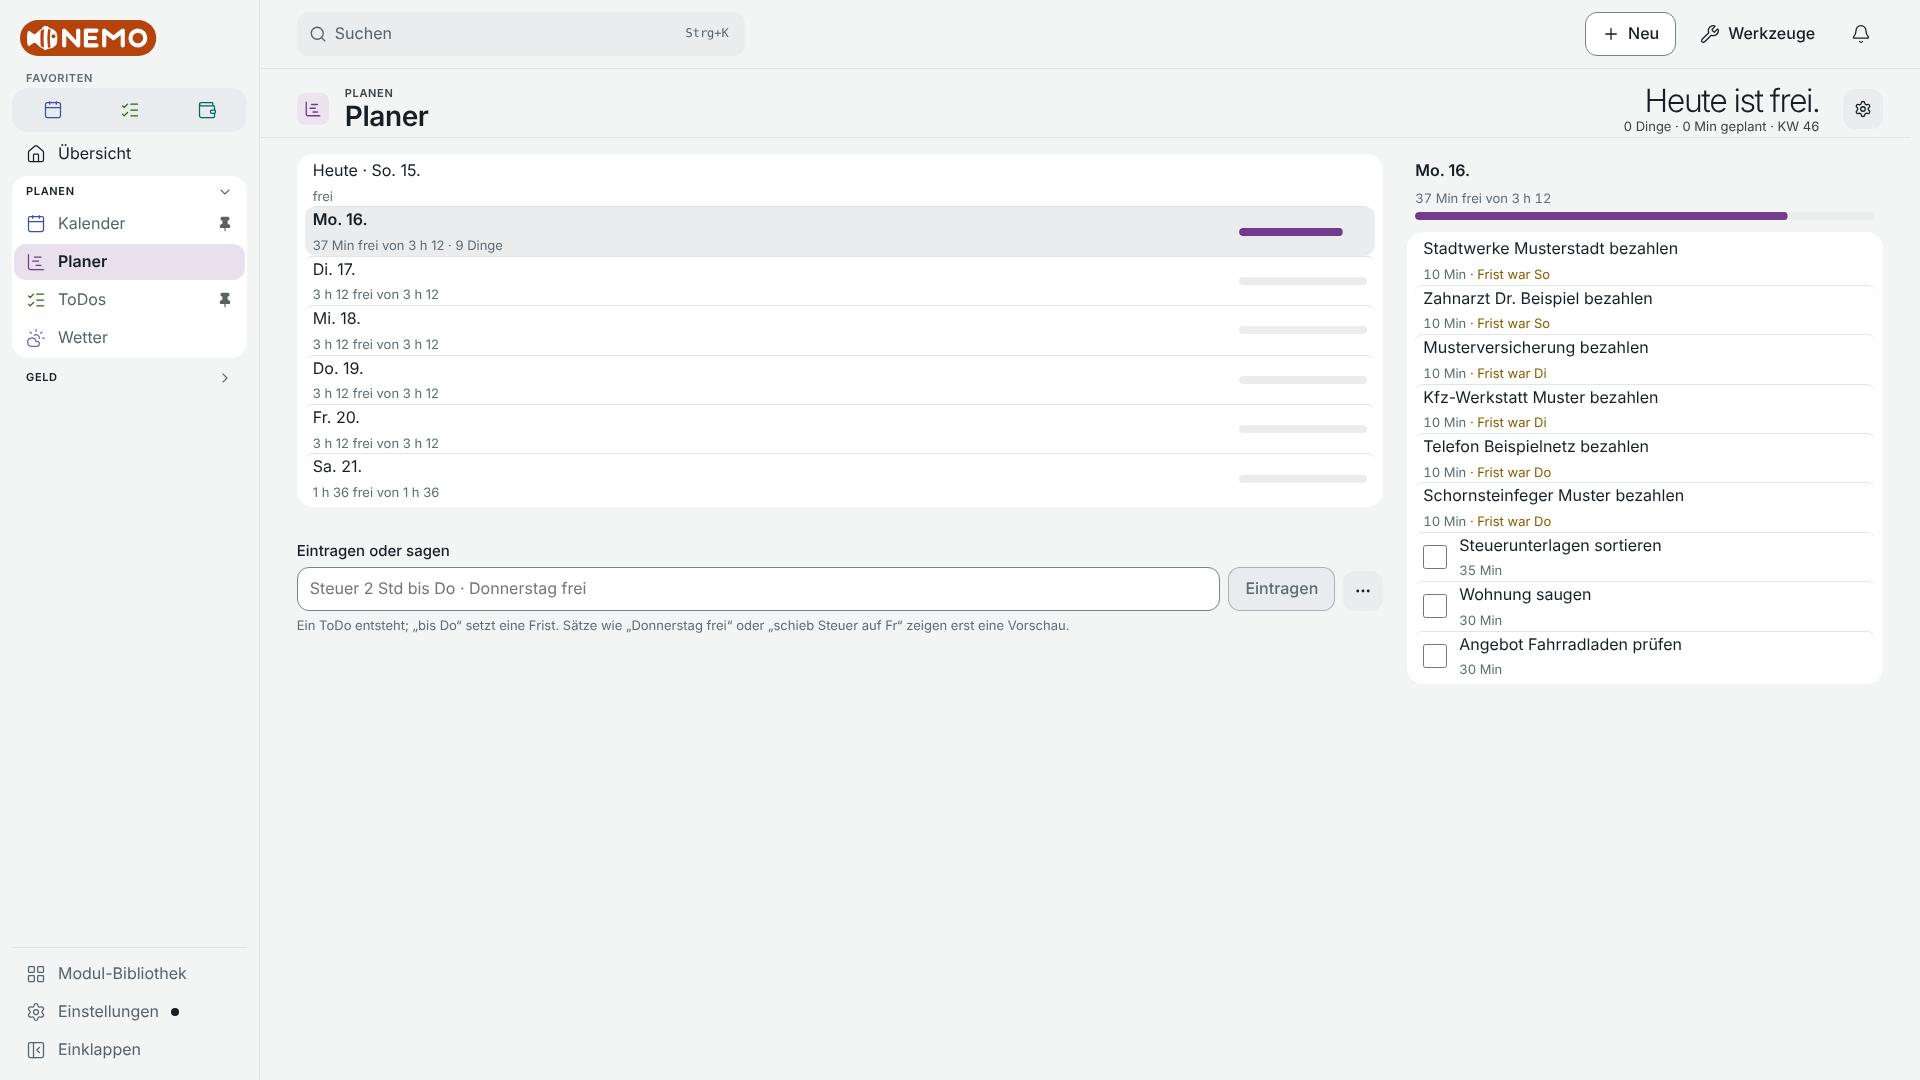 NEMO
FAVORITEN
Übersicht
PLANEN
Kalender
Planer
ToDos
Wetter
GELD
Modul-Bibliothek
Einstellungen
Einklappen
Suchen Strg+K
Neu
Werkzeuge
PLANEN
Planer
Heute ist frei.
0 Dinge · 0 Min geplant · KW 46
Heute · So. 15.
frei
Mo. 16.
37 Min frei von 3 h 12 · 9 Dinge
Di. 17.
3 h 12 frei von 3 h 12
Mi. 18.
3 h 12 frei von 3 h 12
Do. 19.
3 h 12 frei von 3 h 12
Fr. 20.
3 h 12 frei von 3 h 12
Sa. 21.
1 h 36 frei von 1 h 36
Eintragen oder sagen
Steuer 2 Std bis Do · Donnerstag frei
Eintragen
Ein ToDo entsteht; „bis Do“ setzt eine Frist. Sätze wie „Donnerstag frei“ oder „schieb Steuer auf Fr“ zeigen erst eine Vorschau.
Mo. 16.
37 Min frei von 3 h 12
Stadtwerke Musterstadt bezahlen
10 Min · Frist war So
Zahnarzt Dr. Beispiel bezahlen
10 Min · Frist war So
Musterversicherung bezahlen
10 Min · Frist war Di
Kfz-Werkstatt Muster bezahlen
10 Min · Frist war Di
Telefon Beispielnetz bezahlen
10 Min · Frist war Do
Schornsteinfeger Muster bezahlen
10 Min · Frist war Do
Steuerunterlagen sortieren
35 Min
Wohnung saugen
30 Min
Angebot Fahrradladen prüfen
30 Min